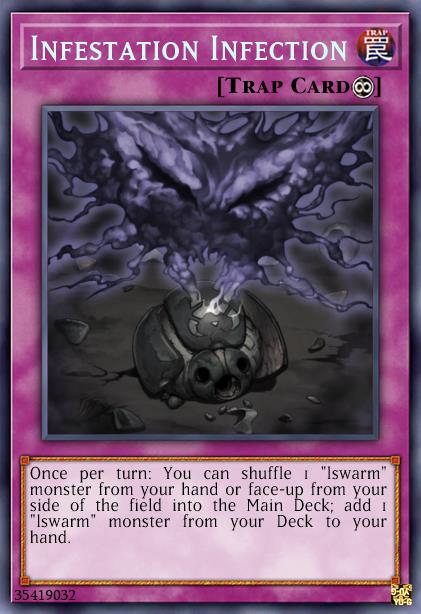 Infestation Infection
TRAP
罠
[Trap Card]
Once per turn: You can shuffle 1 "lswarm"
monster from your hand or face-up from your
side of the field into the Main Deck; add 1
"lswarm" monster from your Deck to your
hand.
35419032